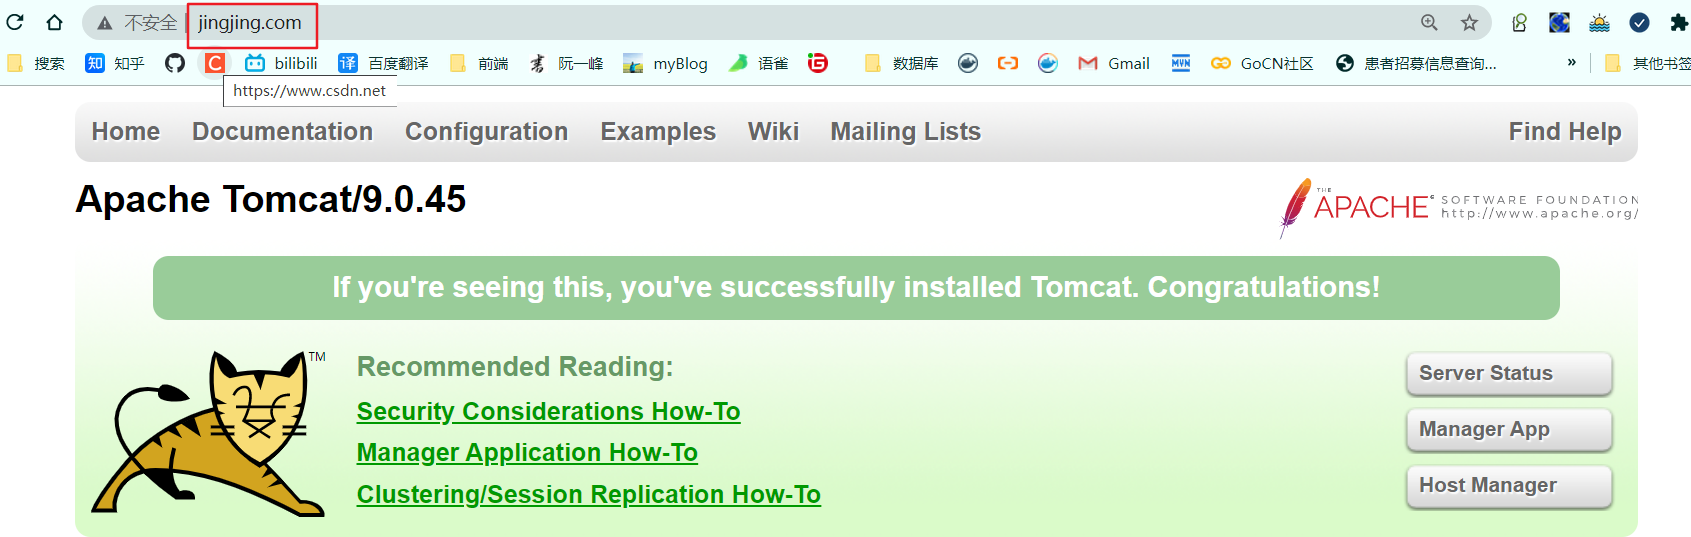 不安全 jingjing.com
搜索 知乎 C bilibili 译 百度翻译 前端 阮一峰 myBlog 语雀 数据库 Gmail GoCN社区 患者招募信息查询... » 其他书签
https://www.csdn.net
Home Documentation Configuration Examples Wiki Mailing Lists Find Help
Apache Tomcat/9.0.45
THE APACHE SOFTWARE FOUNDATION
http://www.apache.org/
If you're seeing this, you've successfully installed Tomcat. Congratulations!
TM
Recommended Reading:
Security Considerations How-To
Manager Application How-To
Clustering/Session Replication How-To
Server Status
Manager App
Host Manager